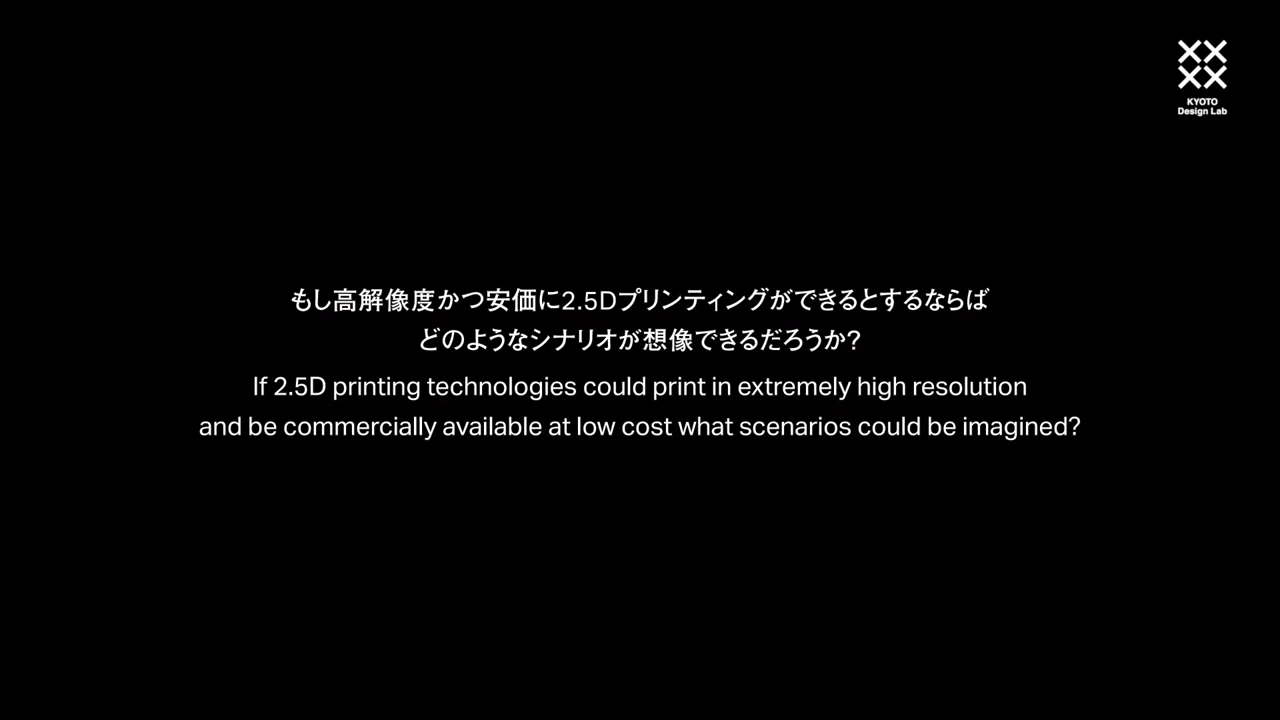 XX
XX
KYOTO
Design Lab
もし高解像度かつ安価に2.5Dプリンティングができるとするならば
どのようなシナリオが想像できるだろうか?
If 2.5D printing technologies could print in extremely high resolution
and be commercially available at low cost what scenarios could be imagined?